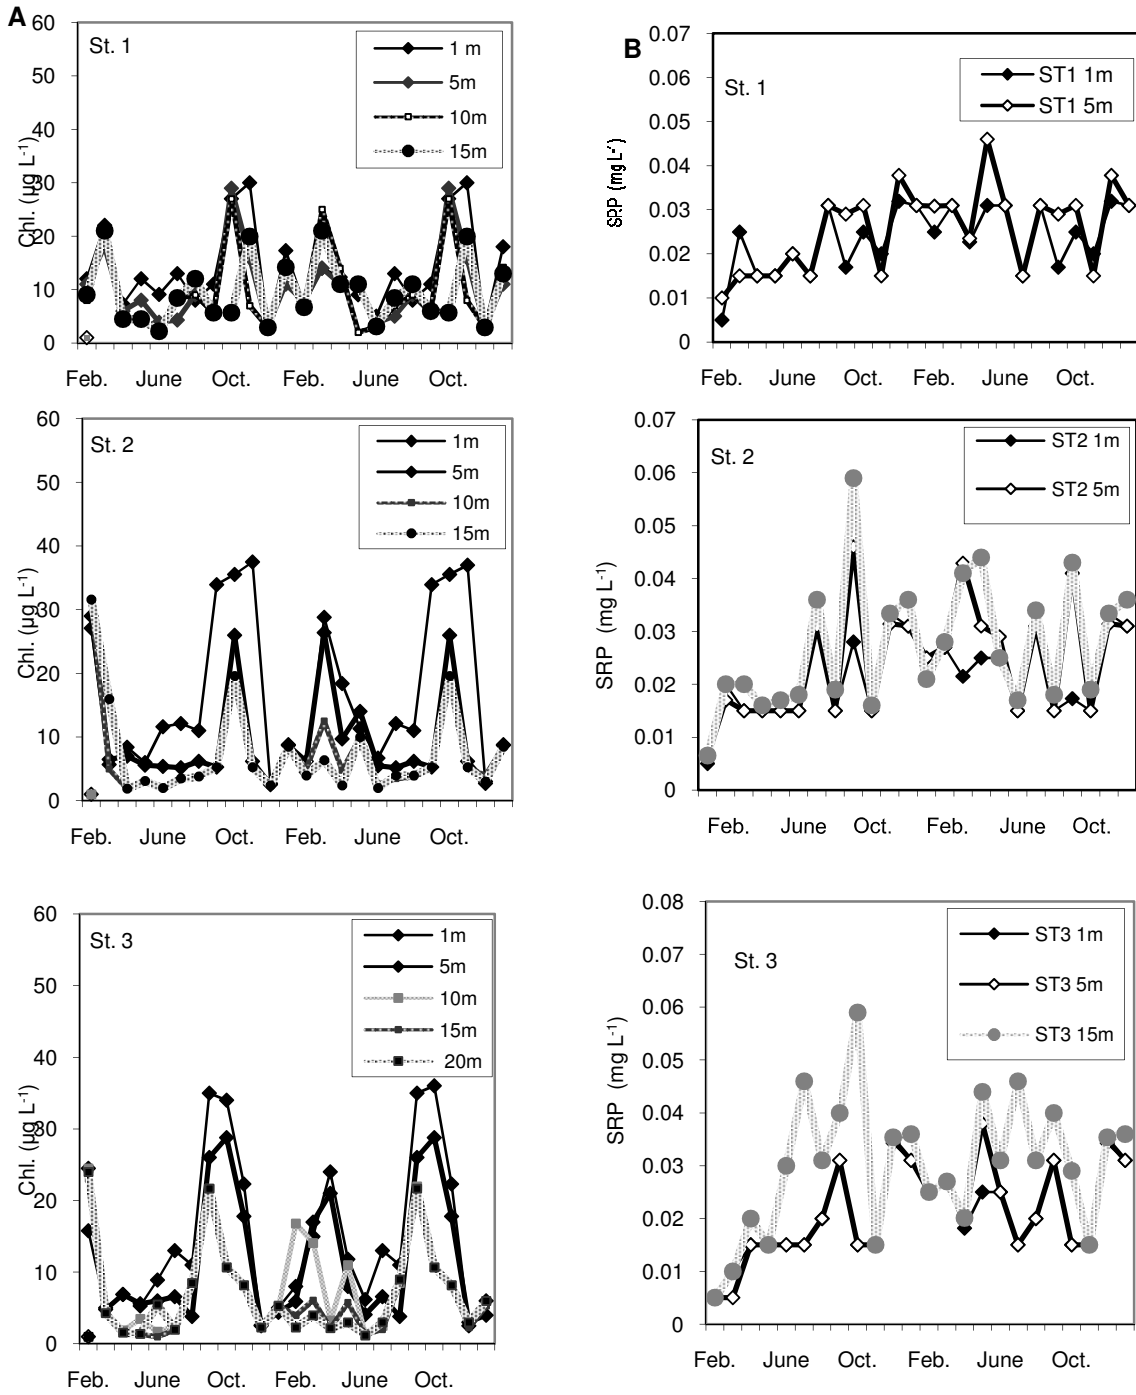 A
60
50
40
30
20
10
0
Chl. (µg L-1)
St. 1
1 m
5m
10m
15m
Feb. June Oct. Feb. June Oct.
B
0.07
0.06
0.05
0.04
0.03
0.02
0.01
0
SRP (mg L-1)
St. 1
ST1 1m
ST1 5m
Feb. June Oct. Feb. June Oct.
60
50
40
30
20
10
0
Chl. (µg L-1)
St. 2
1m
5m
10m
15m
Feb. June Oct. Feb. June Oct.
0.07
0.06
0.05
0.04
0.03
0.02
0.01
0
SRP (mg L-1)
St. 2
ST2 1m
ST2 5m
Feb. June Oct. Feb. June Oct.
60
50
40
30
20
10
0
Chl. (µg L-1)
St. 3
1m
5m
10m
15m
20m
Feb. June Oct. Feb. June Oct.
0.08
0.07
0.06
0.05
0.04
0.03
0.02
0.01
0
SRP (mg L-1)
St. 3
ST3 1m
ST3 5m
ST3 15m
Feb. June Oct. Feb. June Oct.